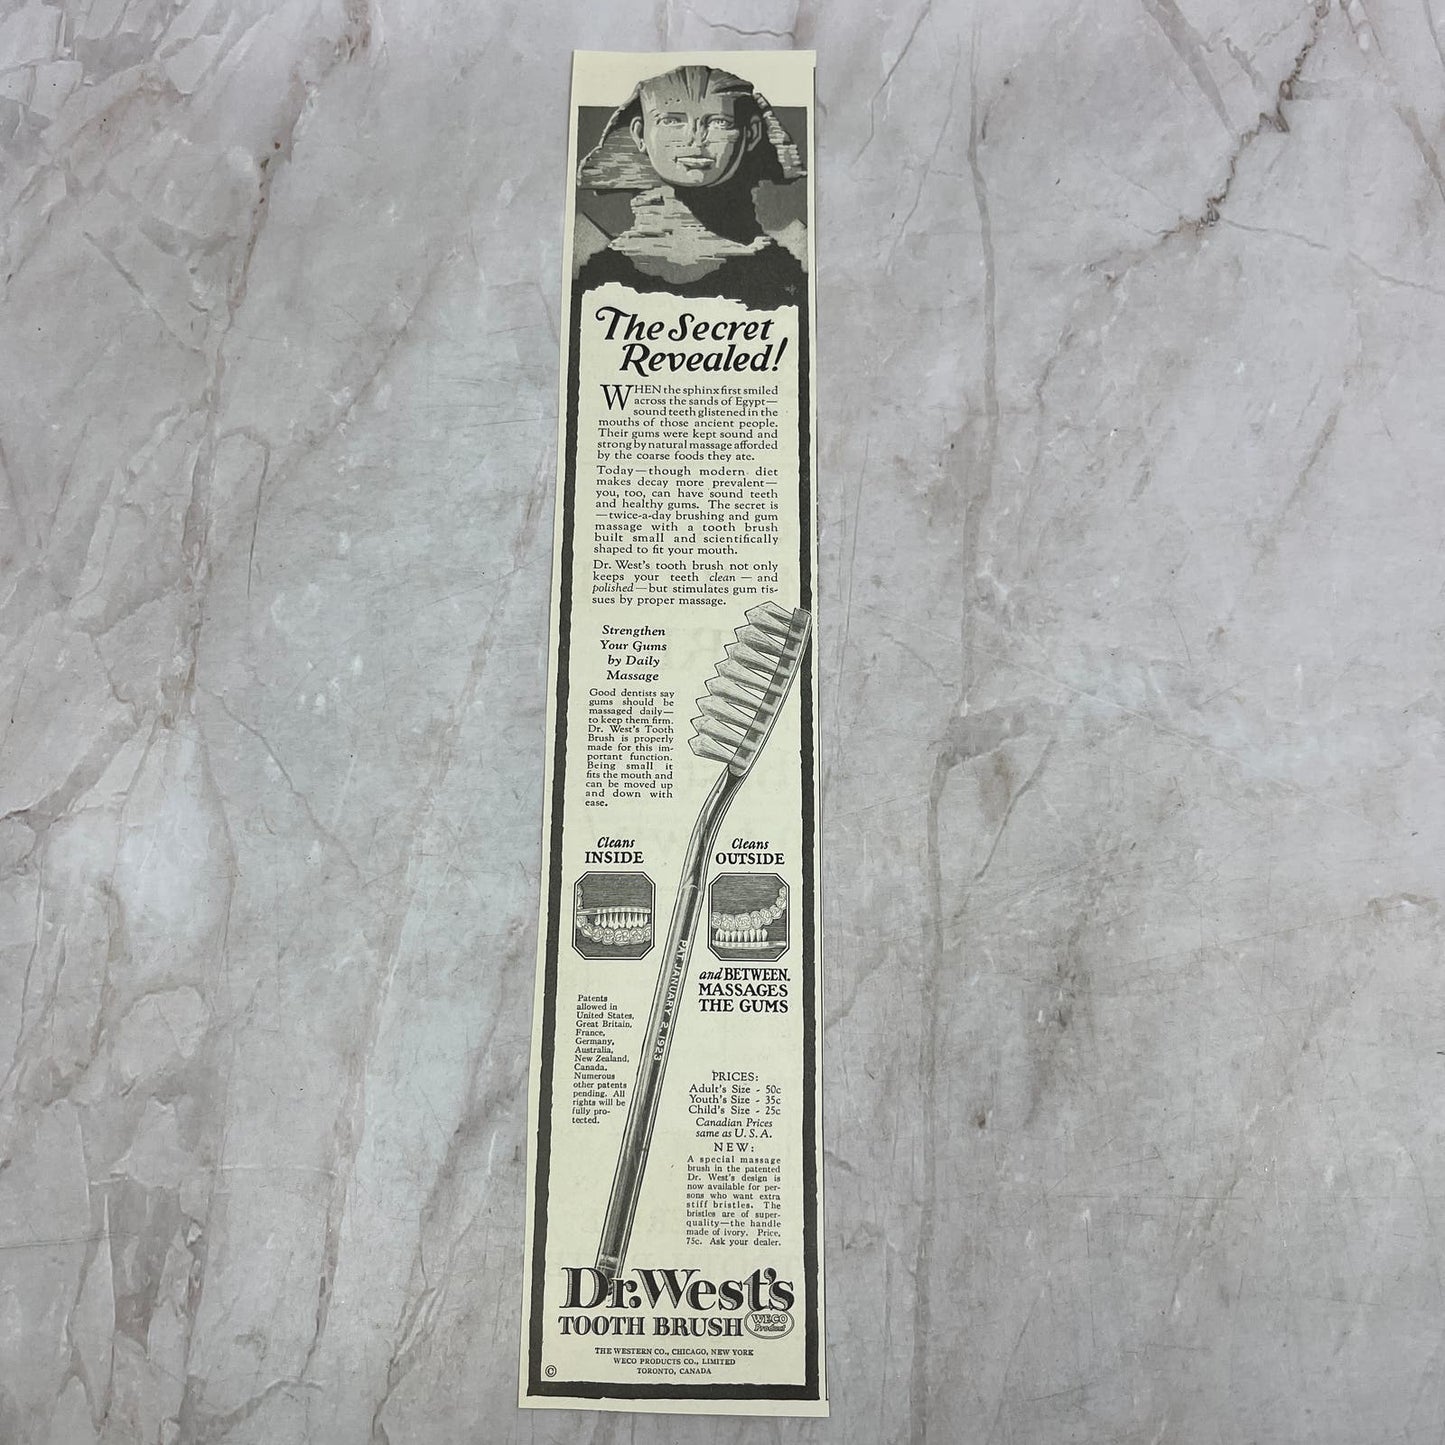 The Secret
Revealed!
WHEN the sphinx first smiled
across the sands of Egypt—
sound teeth glistened in the
mouths of those ancient people.
Their gums were kept sound and
strong by natural massage afforded
by the coarse foods they ate.
Today—though modern diet
makes decay more prevalent—
you, too, can have sound teeth
and healthy gums. The secret is
—twice-a-day brushing and gum
massage with a tooth brush
built small and scientifically
shaped to fit your mouth.
Dr. West's tooth brush not only
keeps your teeth clean — and
polished—but stimulates gum tis-
sues by proper massage.
Strengthen
Your Gums
by Daily
Massage
Good dentists say
gums should be
massaged daily—
to keep them firm.
Dr. West's Tooth
Brush is properly
made for this im-
portant function.
Being small it
fits the mouth and
can be moved up
and down with
ease.
Cleans
INSIDE
Cleans
OUTSIDE
and BETWEEN.
MASSAGES
THE GUMS
PAT. JANUARY 2, 1923
Patents
allowed in
United States,
Great Britain,
France,
Germany,
Australia,
New Zealand,
Canada.
Numerous
other patents
pending. All
rights will be
fully pro-
tected.
PRICES:
Adult's Size - 50c
Youth's Size - 35c
Child's Size - 25c
Canadian Prices
same as U. S. A.
NEW:
A special massage
brush in the patented
Dr. West's design is
now available for per-
sons who want extra
stiff bristles. The
bristles are of super-
quality—the handle
made of ivory. Price,
75c. Ask your dealer.
Dr. West's
TOOTH BRUSH
WECO
Product
THE WESTERN CO., CHICAGO, NEW YORK
WECO PRODUCTS CO., LIMITED
TORONTO, CANADA
©